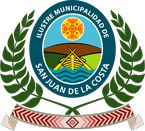 ILUSTRE MUNICIPALIDAD DE
SAN JUAN DE LA COSTA